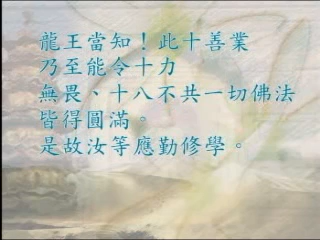 龍王當知！此十善業
乃至能令十力
無畏、十八不共一切佛法
皆得圓滿。
是故汝等應勤修學。